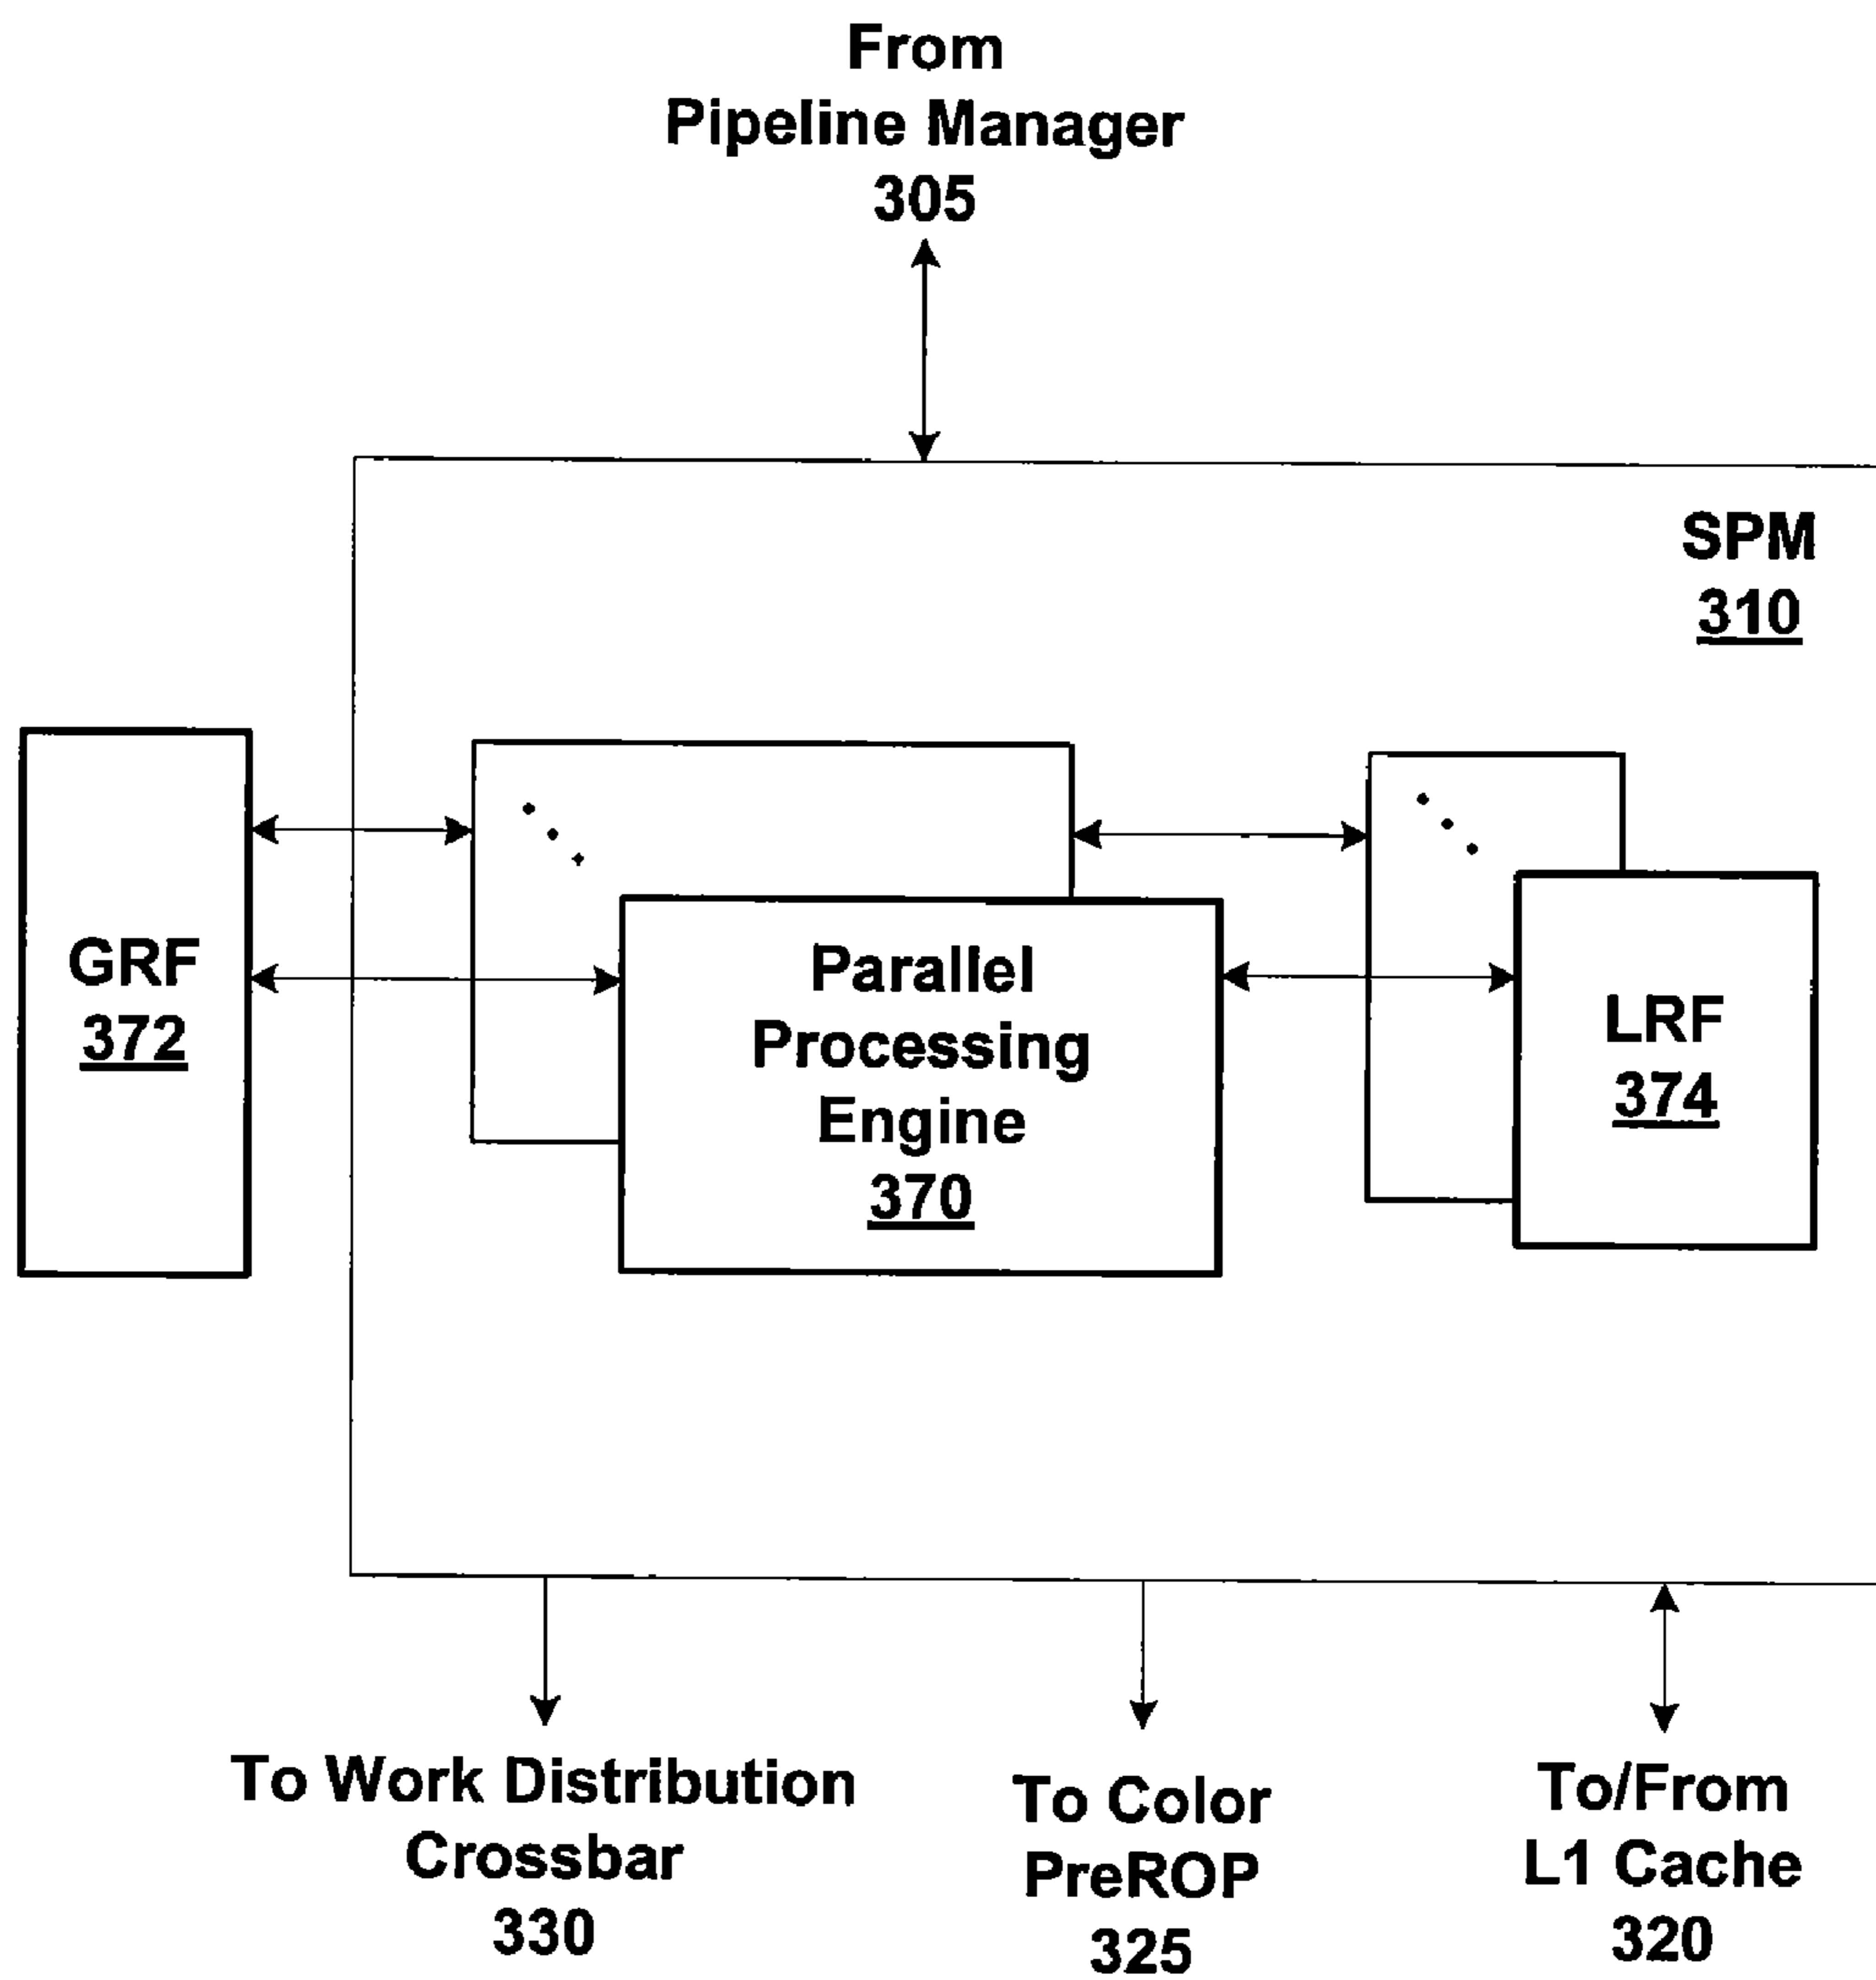 From
Pipeline Manager
305
SPM
310
GRF
372
Parallel
Processing
Engine
370
LRF
374
To Work Distribution
Crossbar
330
To Color
PreROP
325
To/From
L1 Cache
320